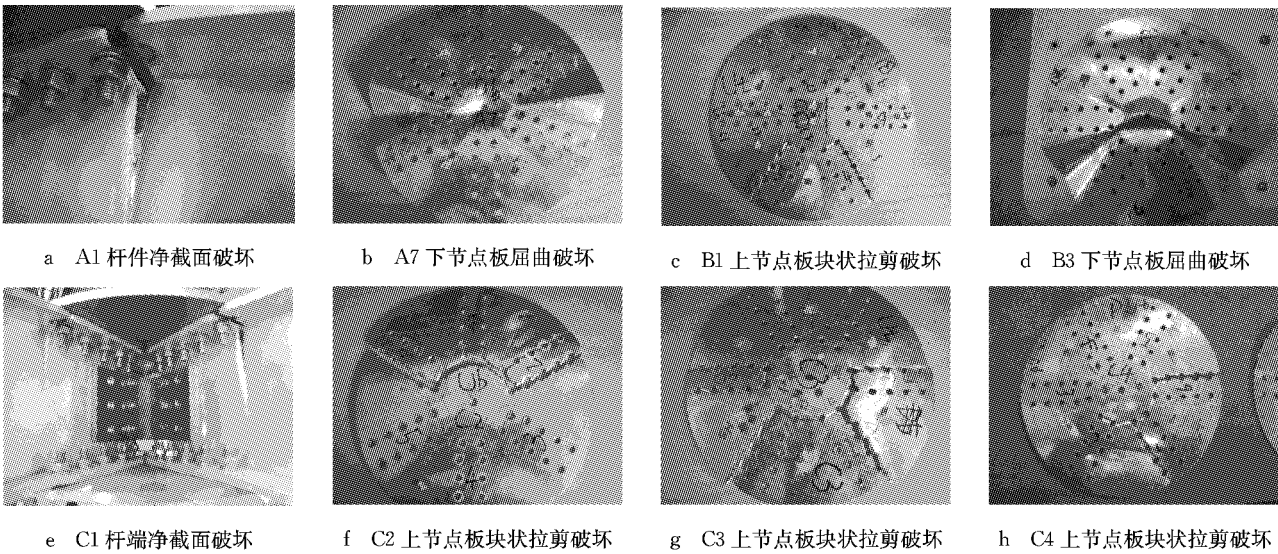 a A1 杆件净截面破坏
b A7 下节点板屈曲破坏
c B1 上节点板块状拉剪破坏
d B3 下节点板屈曲破坏
e C1 杆端净截面破坏
f C2 上节点板块状拉剪破坏
g C3 上节点板块状拉剪破坏
h C4 上节点板块状拉剪破坏